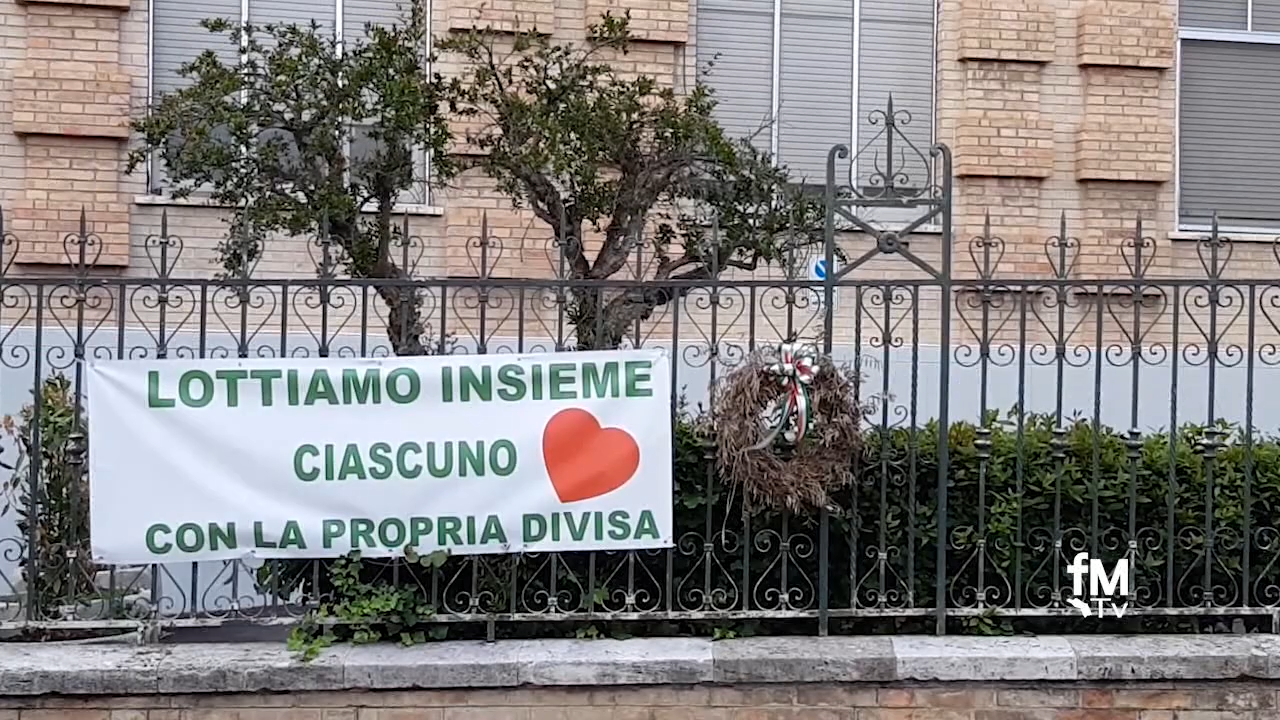 LOTTIAMO INSIEME
CIASCUNO
CON LA PROPRIA DIVISA
fM
TV